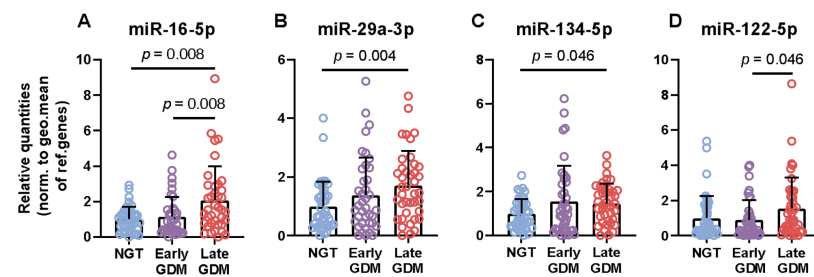 A
miR-16-5p
B
miR-29a-3p
C
miR-134-5p
D
miR-122-5p
Relative quantities
(norm. to geo.mean
of ref.genes)
10
8
6
4
2
0
p = 0.008
p = 0.008
NGT
Early
GDM
Late
GDM
6
4
2
0
p = 0.004
NGT
Early
GDM
Late
GDM
8
6
4
2
0
p = 0.046
NGT
Early
GDM
Late
GDM
10
8
6
4
2
0
p = 0.046
NGT
Early
GDM
Late
GDM